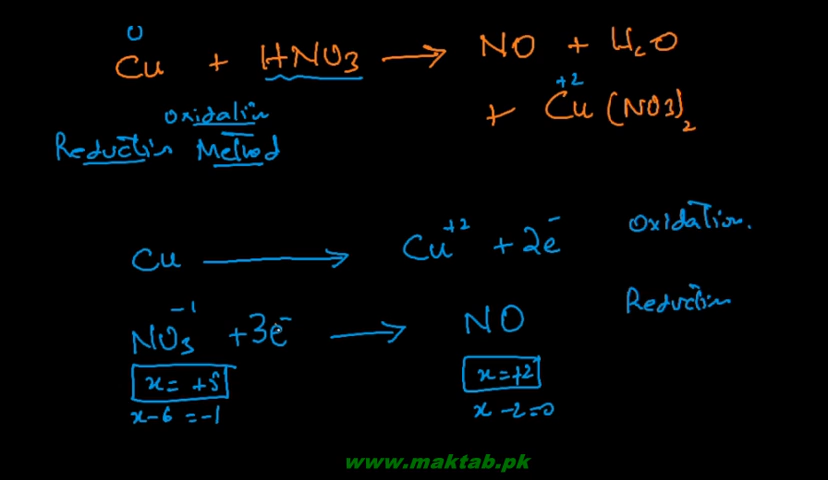 0
Cu + HNO3 → NO + H2O
+2
+ Cu (NO3)2
Oxidation
Reduction Method
Cu → Cu+2 + 2e− Oxidation.
NO3−1 + 3e− → NO Reduction
x = +5 x = +2
x − 6 = −1 x − 2 = 0
www.maktab.pk